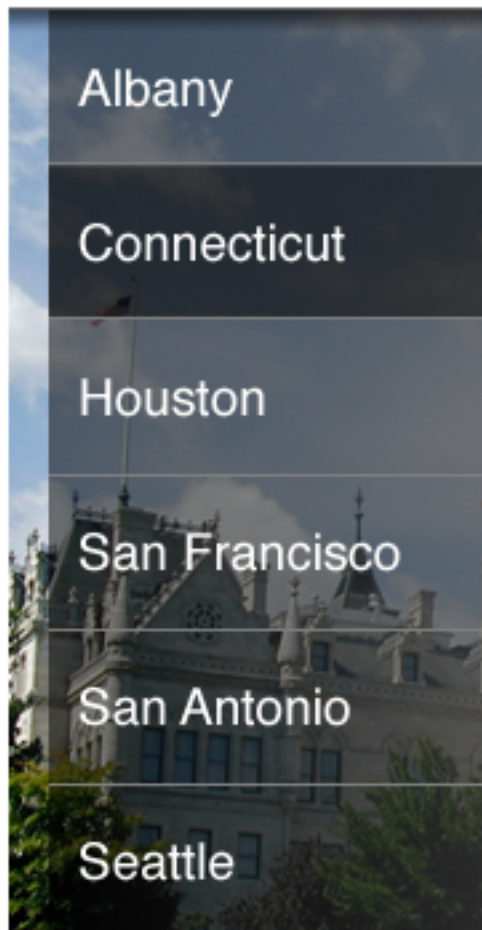 Albany
Connecticut
Houston
San Francisco
San Antonio
Seattle